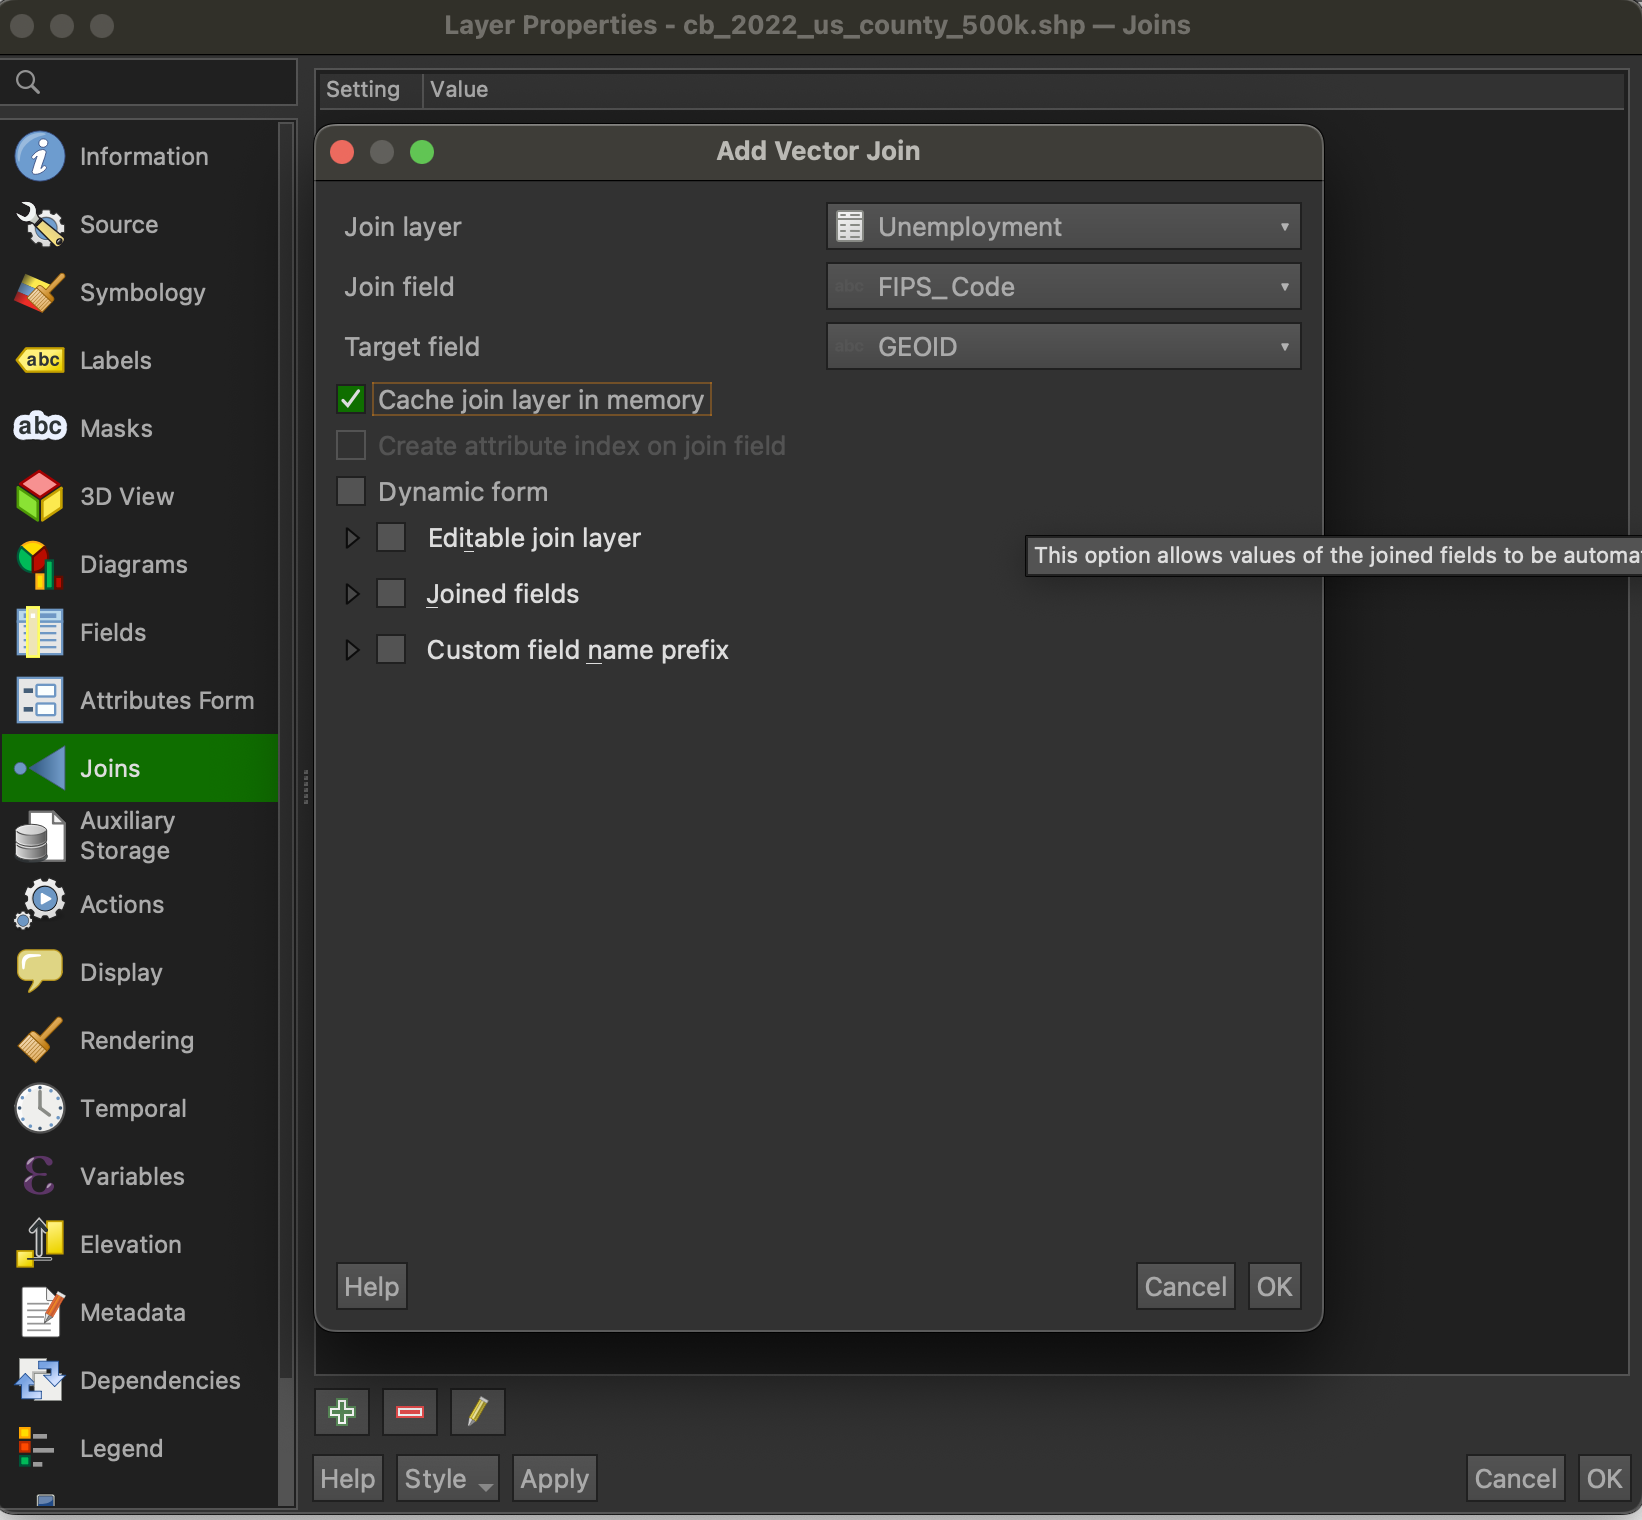 Layer Properties - cb_2022_us_county_500k.shp — Joins
Setting Value
Information
Source
Symbology
abc Labels
abc Masks
3D View
Diagrams
Fields
Attributes Form
Joins
Auxiliary
Storage
Actions
Display
Rendering
Temporal
Variables
Elevation
Metadata
Dependencies
Legend
Add Vector Join
Join layer Unemployment
Join field abc FIPS_Code
Target field abc GEOID
Cache join layer in memory
Create attribute index on join field
Dynamic form
Editable join layer
This option allows values of the joined fields to be automa
Joined fields
Custom field name prefix
Help Cancel OK
Help Style Apply Cancel OK